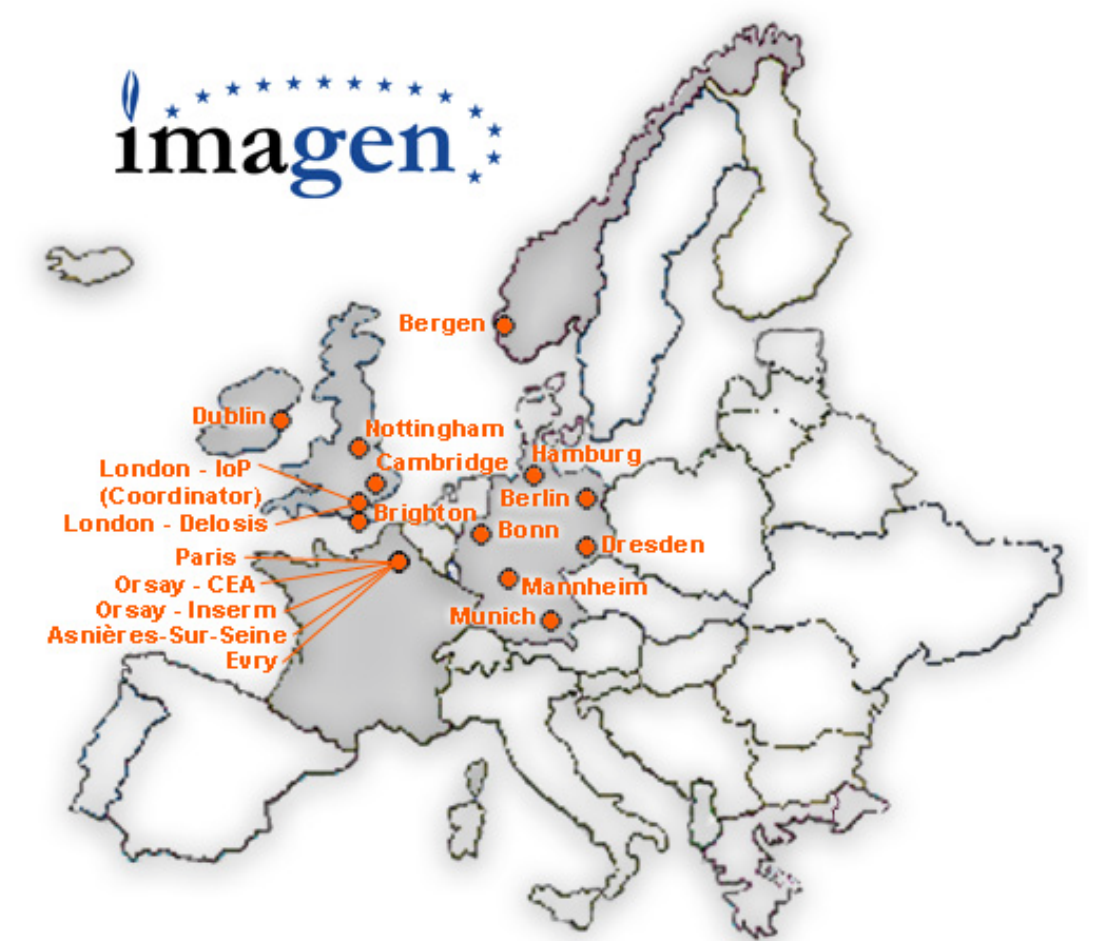 imagen
Bergen
Dublin
Nottingham
Cambridge
London - IoP
(Coordinator)
London - Delosis
Brighton
Hamburg
Berlin
Bonn
Dresden
Paris
Orsay - CEA
Orsay - Inserm
Asnières-Sur-Seine
Evry
Mannheim
Munich